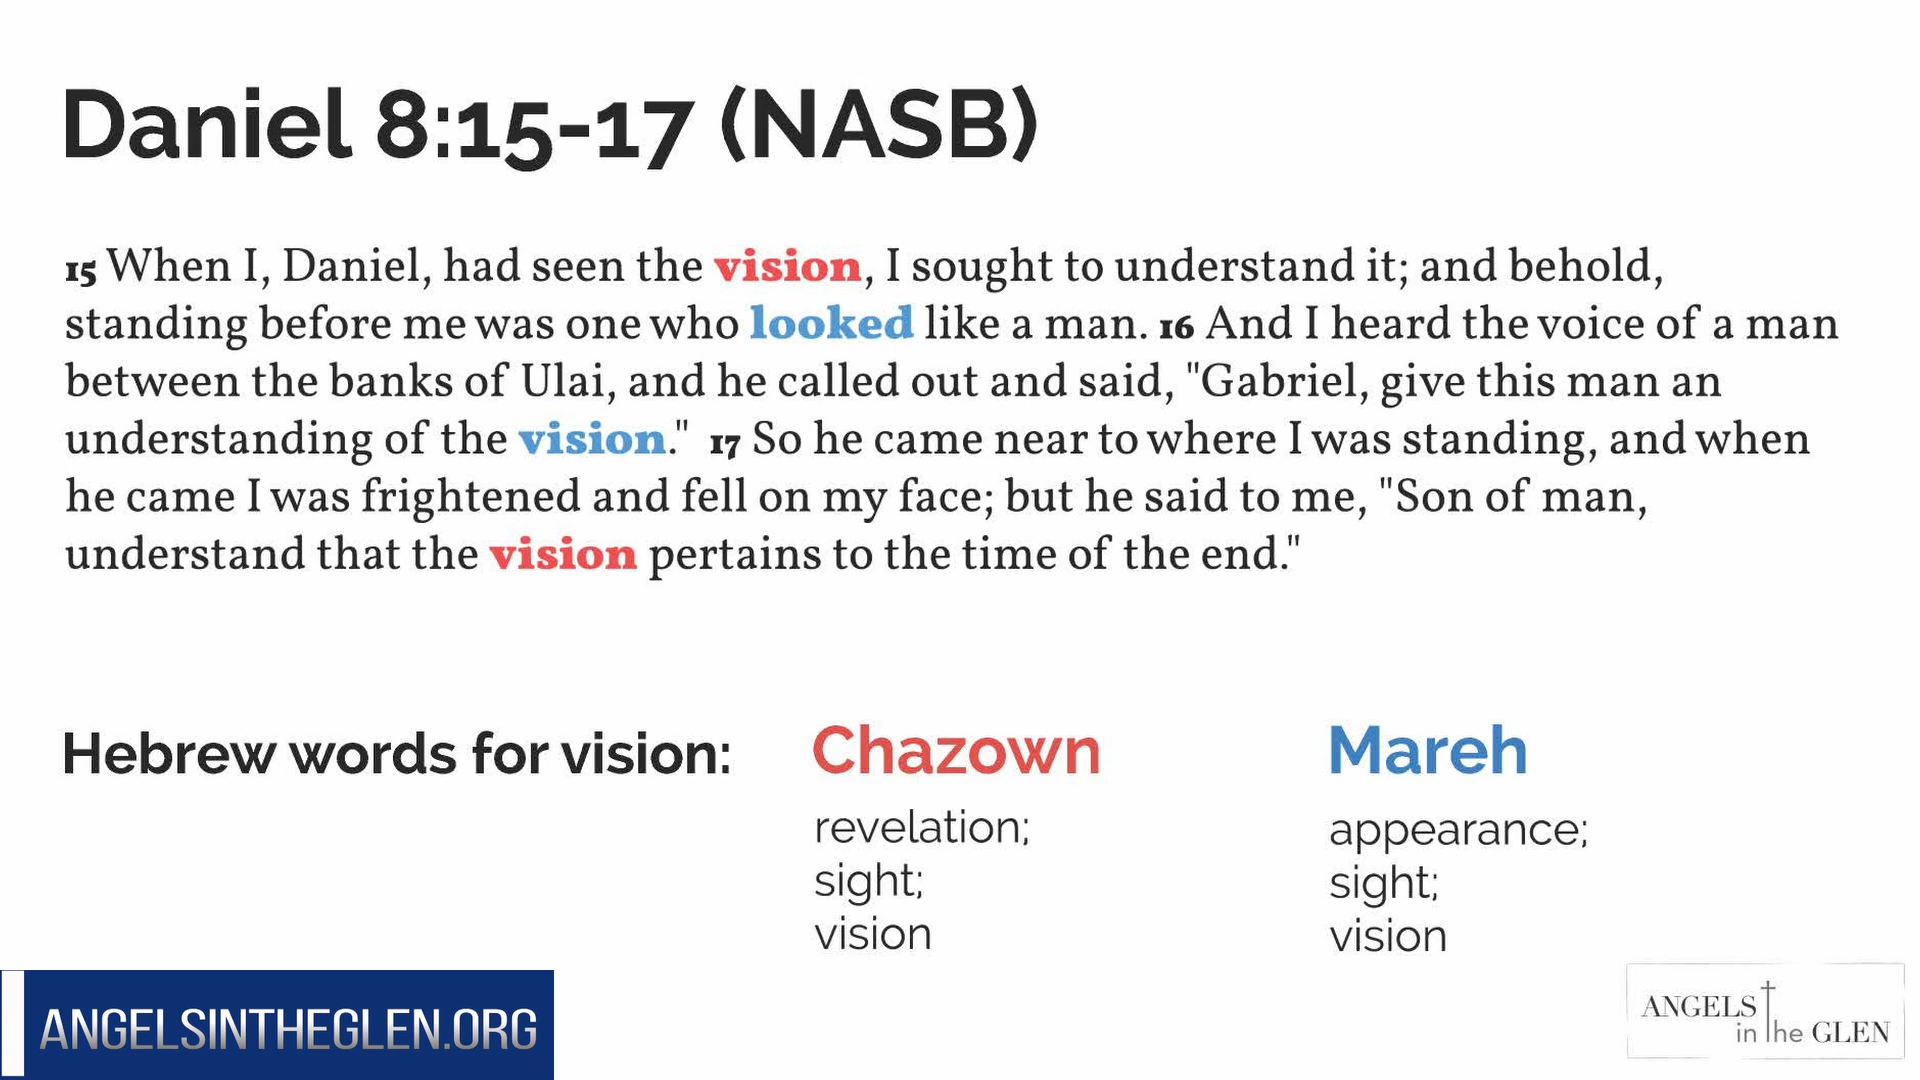 Daniel 8:15-17 (NASB)
15 When I, Daniel, had seen the vision, I sought to understand it; and behold,
standing before me was one who looked like a man. 16 And I heard the voice of a man
between the banks of Ulai, and he called out and said, "Gabriel, give this man an
understanding of the vision." 17 So he came near to where I was standing, and when
he came I was frightened and fell on my face; but he said to me, "Son of man,
understand that the vision pertains to the time of the end."
Hebrew words for vision: Chazown Mareh
revelation; appearance;
sight; sight;
vision vision
ANGELSINTHEGLEN.ORG
ANGELS
in the GLEN